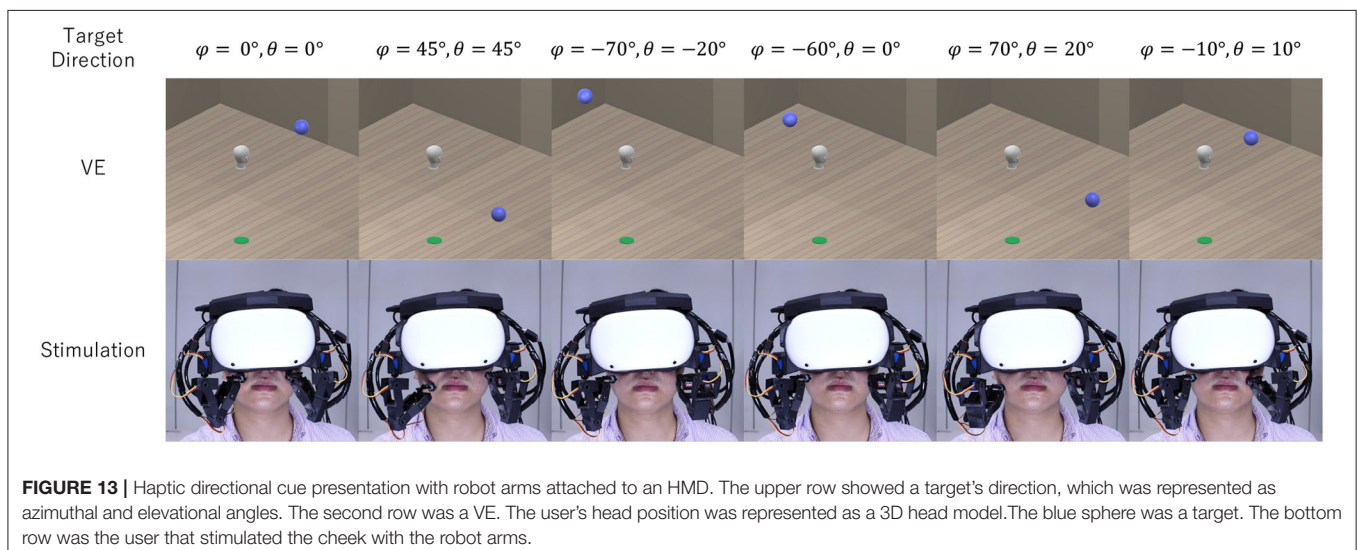 Target
Direction
φ = 0°, θ = 0°
φ = 45°, θ = 45°
φ = −70°, θ = −20°
φ = −60°, θ = 0°
φ = 70°, θ = 20°
φ = −10°, θ = 10°
VE
Stimulation
FIGURE 13 | Haptic directional cue presentation with robot arms attached to an HMD. The upper row showed a target's direction, which was represented as
azimuthal and elevational angles. The second row was a VE. The user's head position was represented as a 3D head model.The blue sphere was a target. The bottom
row was the user that stimulated the cheek with the robot arms.